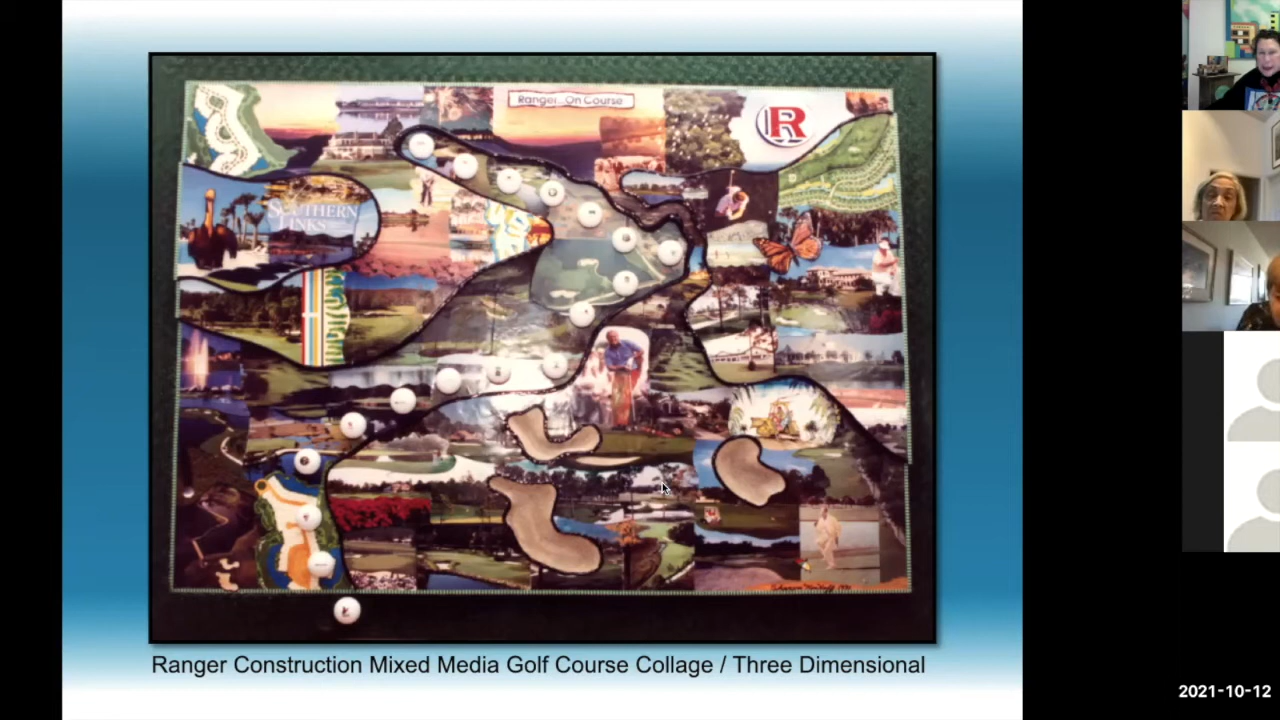 Ranger...On Course
R
SOUTHERN
LINKS
Ranger Construction Mixed Media Golf Course Collage / Three Dimensional
2021-10-12